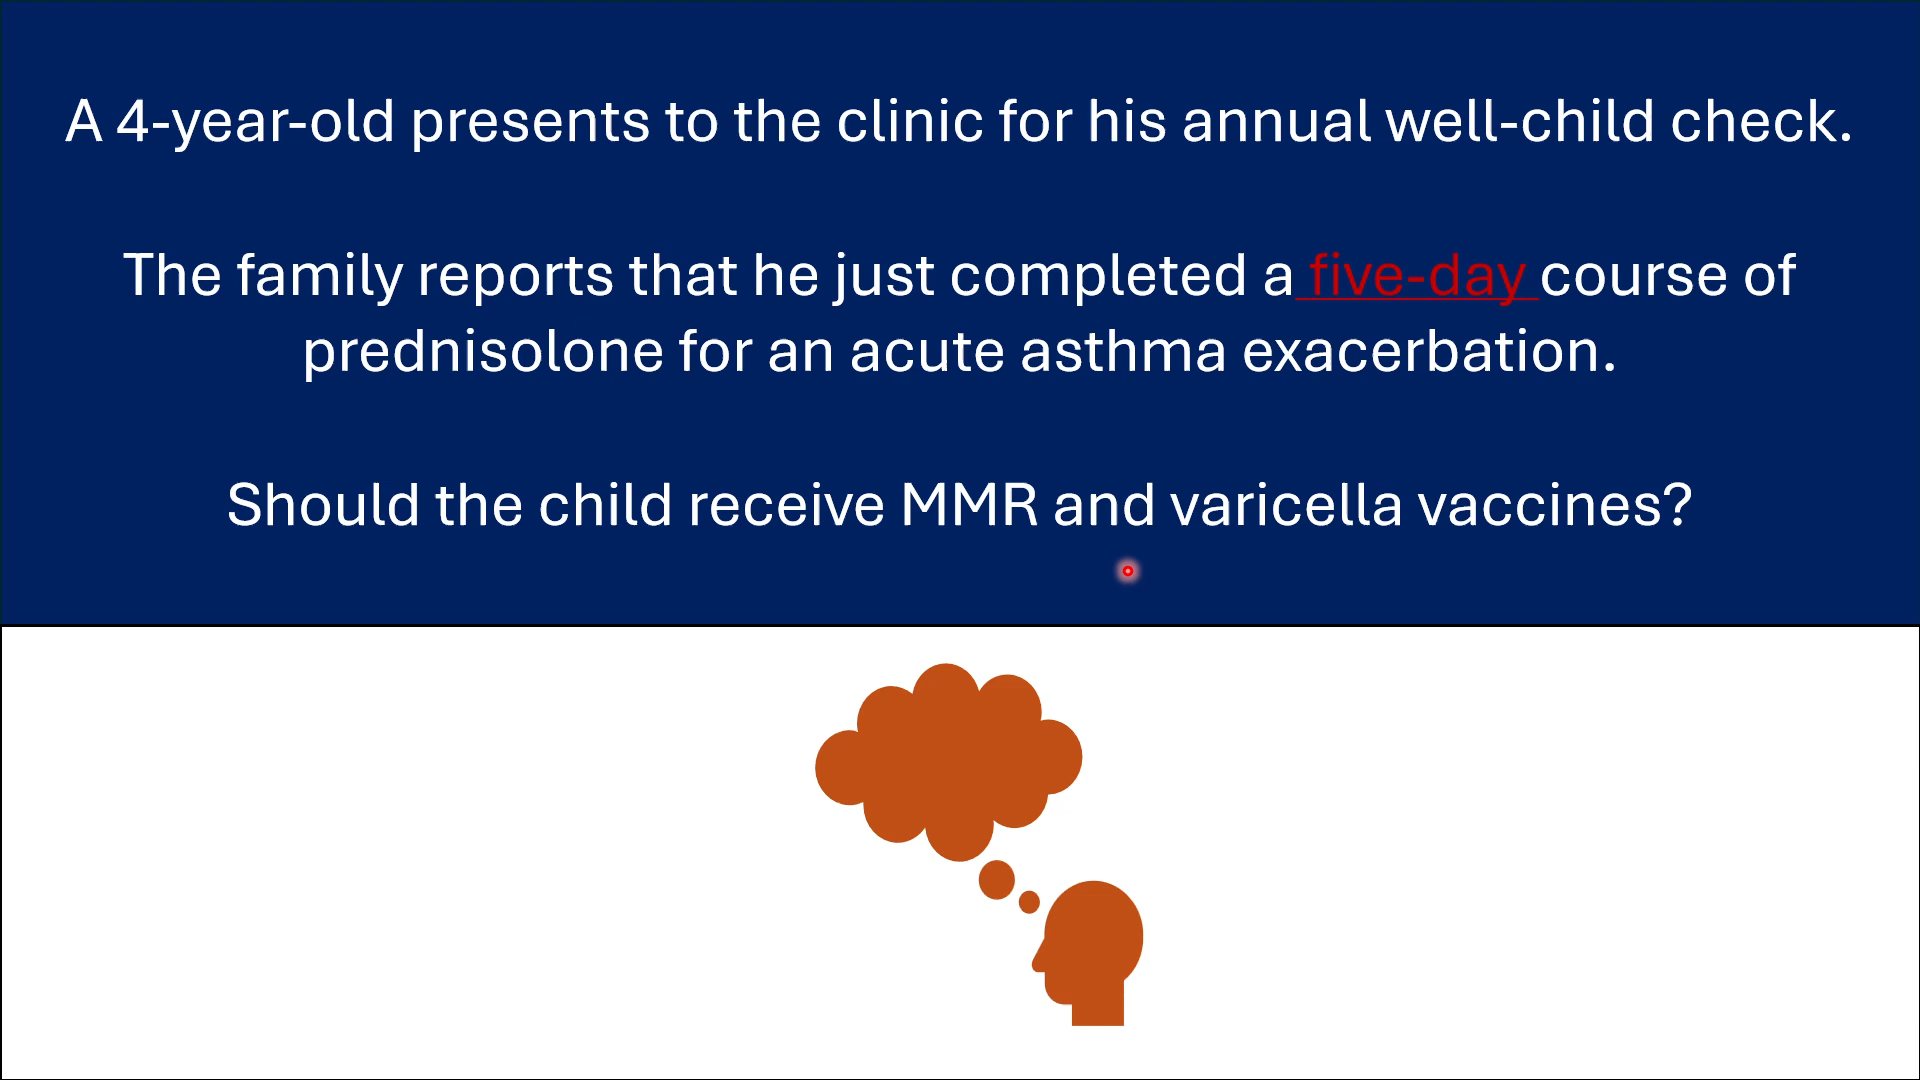 A 4-year-old presents to the clinic for his annual well-child check.
The family reports that he just completed a five-day course of
prednisolone for an acute asthma exacerbation.
Should the child receive MMR and varicella vaccines?